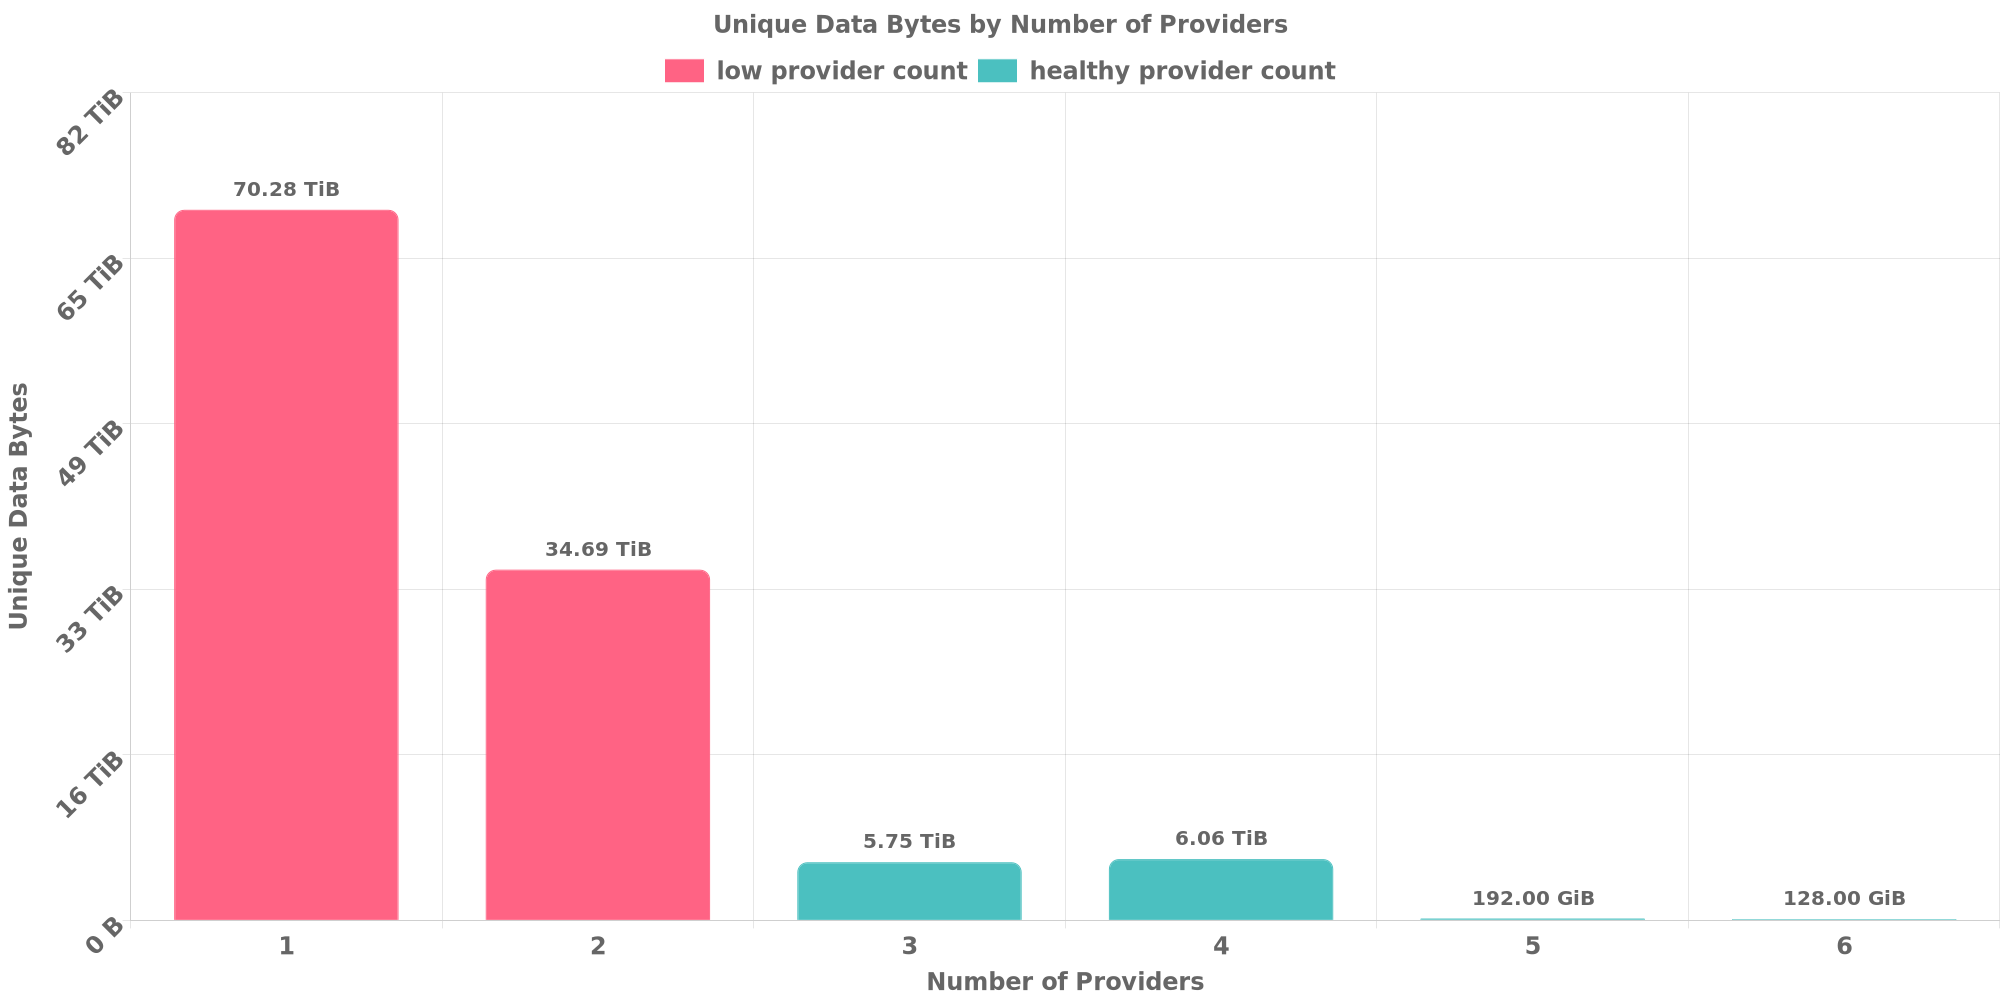 Unique Data Bytes by Number of Providers
low provider count healthy provider count
82 TiB
70.28 TiB
65 TiB
49 TiB
34.69 TiB
33 TiB
16 TiB
5.75 TiB
6.06 TiB
192.00 GiB
128.00 GiB
0 B
Unique Data Bytes
1 2 3 4 5 6
Number of Providers